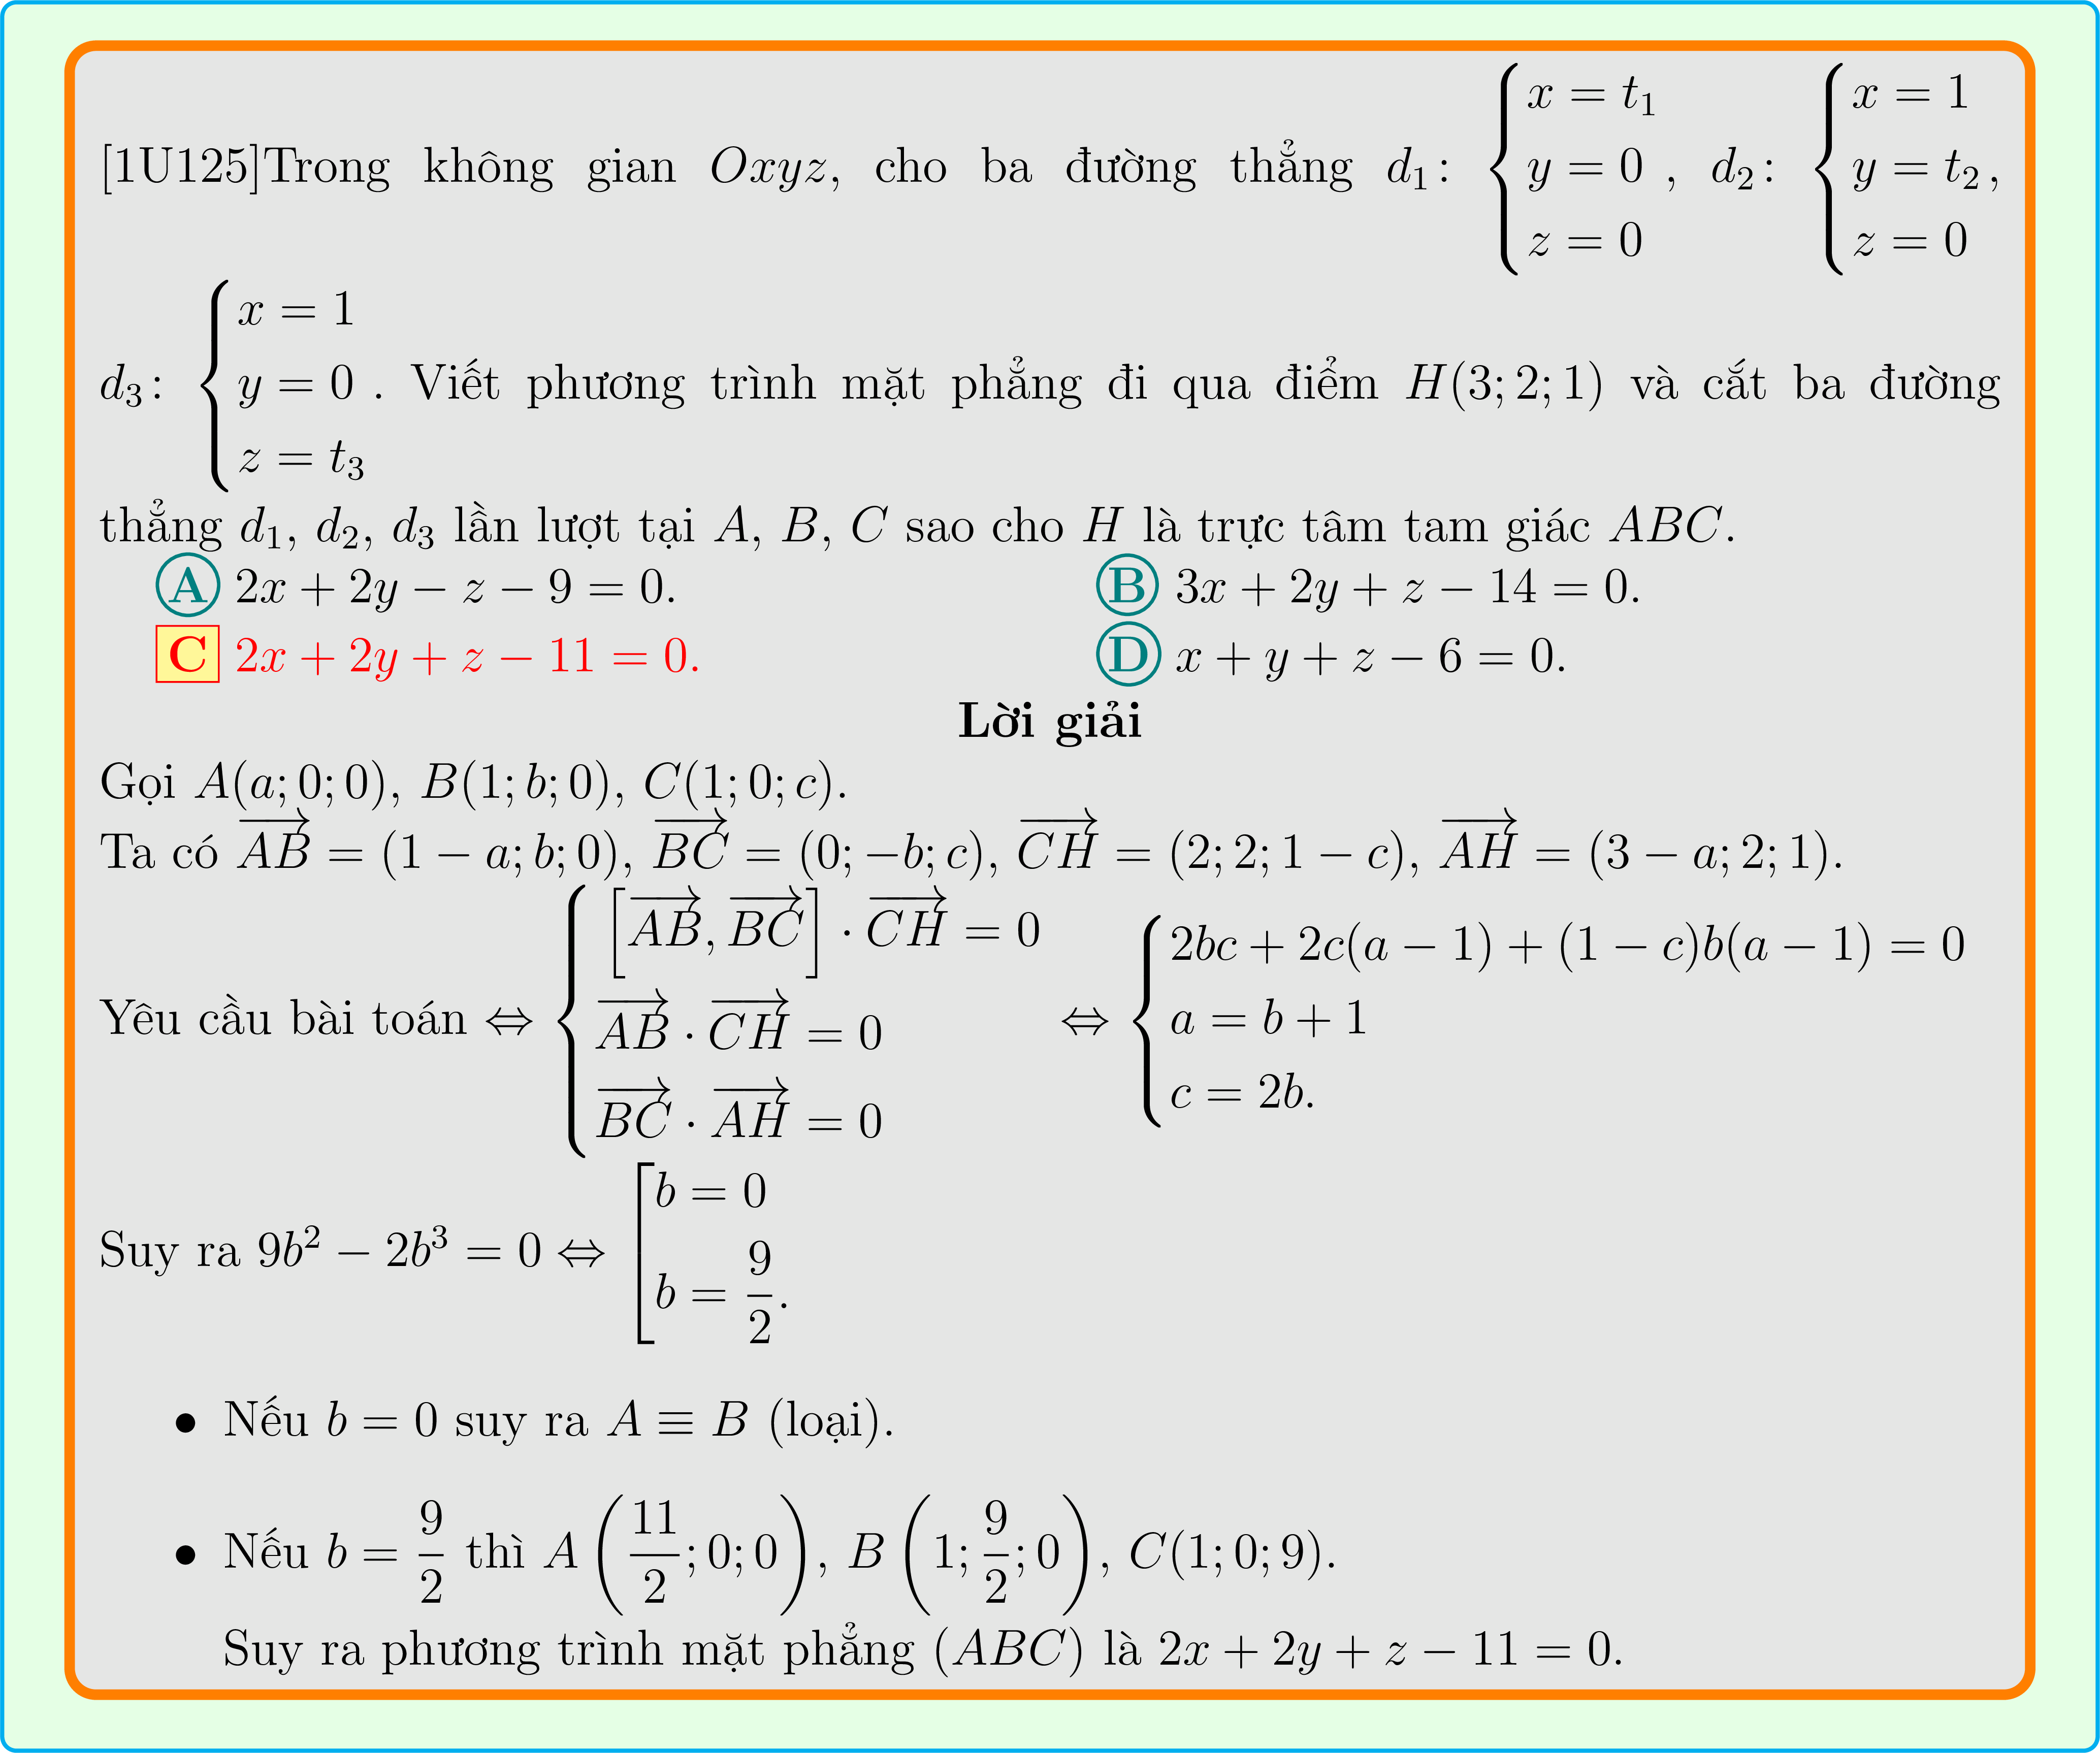 [1U125]Trong không gian $Oxyz$, cho ba đường thẳng $d_1\colon \begin{cases} x = t_1 \\ y = 0 \\ z = 0 \end{cases}$, $d_2\colon \begin{cases} x = 1 \\ y = t_2 \\ z = 0 \end{cases}$,
$d_3\colon \begin{cases} x = 1 \\ y = 0 \\ z = t_3 \end{cases}$. Viết phương trình mặt phẳng đi qua điểm $H(3; 2; 1)$ và cắt ba đường
thẳng $d_1$, $d_2$, $d_3$ lần lượt tại $A$, $B$, $C$ sao cho $H$ là trực tâm tam giác $ABC$.
A $2x + 2y - z - 9 = 0$. B $3x + 2y + z - 14 = 0$.
C $2x + 2y + z - 11 = 0$. D $x + y + z - 6 = 0$.
Lời giải
Gọi $A(a; 0; 0)$, $B(1; b; 0)$, $C(1; 0; c)$.
Ta có $\overrightarrow{AB} = (1 - a; b; 0)$, $\overrightarrow{BC} = (0; -b; c)$, $\overrightarrow{CH} = (2; 2; 1 - c)$, $\overrightarrow{AH} = (3 - a; 2; 1)$.
Yêu cầu bài toán $\Leftrightarrow \begin{cases} \left[\overrightarrow{AB}, \overrightarrow{BC}\right] \cdot \overrightarrow{CH} = 0 \\ \overrightarrow{AB} \cdot \overrightarrow{CH} = 0 \\ \overrightarrow{BC} \cdot \overrightarrow{AH} = 0 \end{cases} \Leftrightarrow \begin{cases} 2bc + 2c(a - 1) + (1 - c)b(a - 1) = 0 \\ a = b + 1 \\ c = 2b. \end{cases}$
Suy ra $9b^2 - 2b^3 = 0 \Leftrightarrow \left[\begin{array}{l} b = 0 \\ b = \dfrac{9}{2}. \end{array}\right.$
• Nếu $b = 0$ suy ra $A \equiv B$ (loại).
• Nếu $b = \dfrac{9}{2}$ thì $A\left(\dfrac{11}{2}; 0; 0\right)$, $B\left(1; \dfrac{9}{2}; 0\right)$, $C(1; 0; 9)$.
Suy ra phương trình mặt phẳng $(ABC)$ là $2x + 2y + z - 11 = 0$.